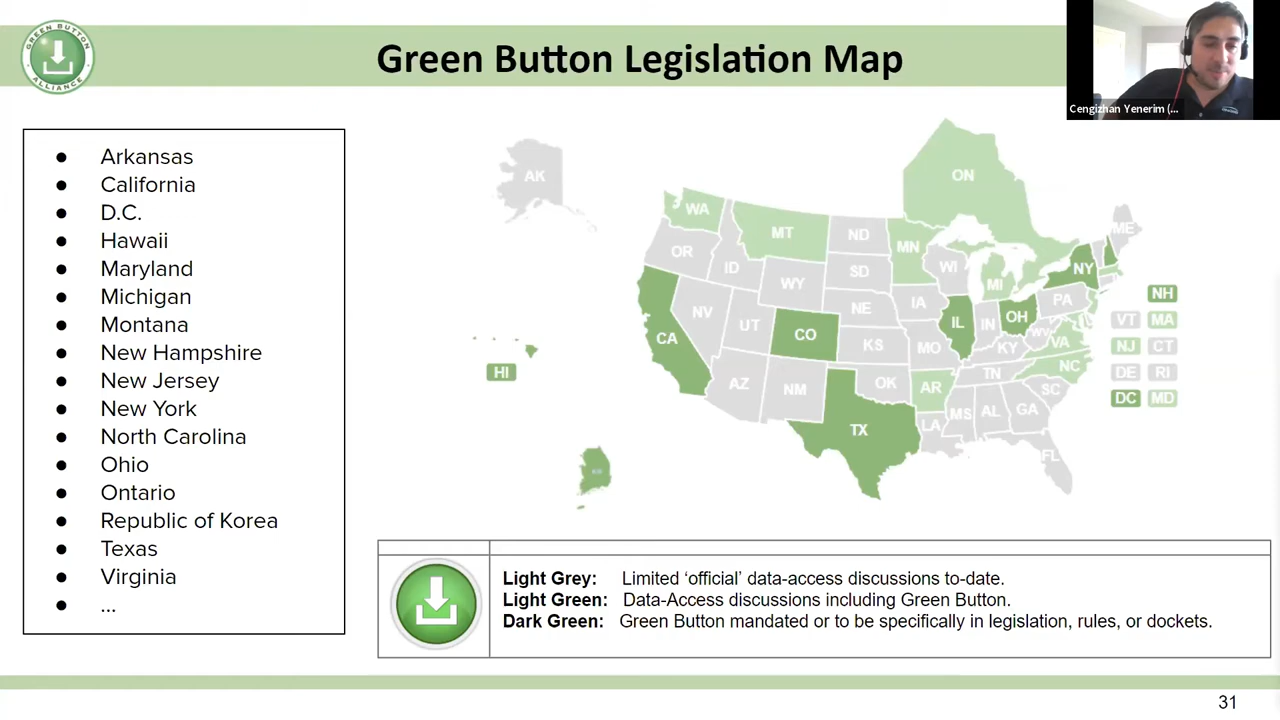 GREEN BUTTON
ALLIANCE
Green Button Legislation Map
Cengizhan Yenerim (...
● Arkansas
● California
● D.C.
● Hawaii
● Maryland
● Michigan
● Montana
● New Hampshire
● New Jersey
● New York
● North Carolina
● Ohio
● Ontario
● Republic of Korea
● Texas
● Virginia
● ...
AK
ON
WA
MT
ND
MN
ME
OR
ID
SD
WI
MI
NY
WY
NH
NV
NE
IA
PA
UT
CO
IL
IN
OH
WV
VT
MA
CA
KS
MO
KY
VA
NJ
CT
HI
AZ
NM
OK
AR
TN
NC
SC
DE
RI
DC
MD
TX
LA
MS
AL
GA
FL
Light Grey: Limited ‘official’ data-access discussions to-date.
Light Green: Data-Access discussions including Green Button.
Dark Green: Green Button mandated or to be specifically in legislation, rules, or dockets.
31